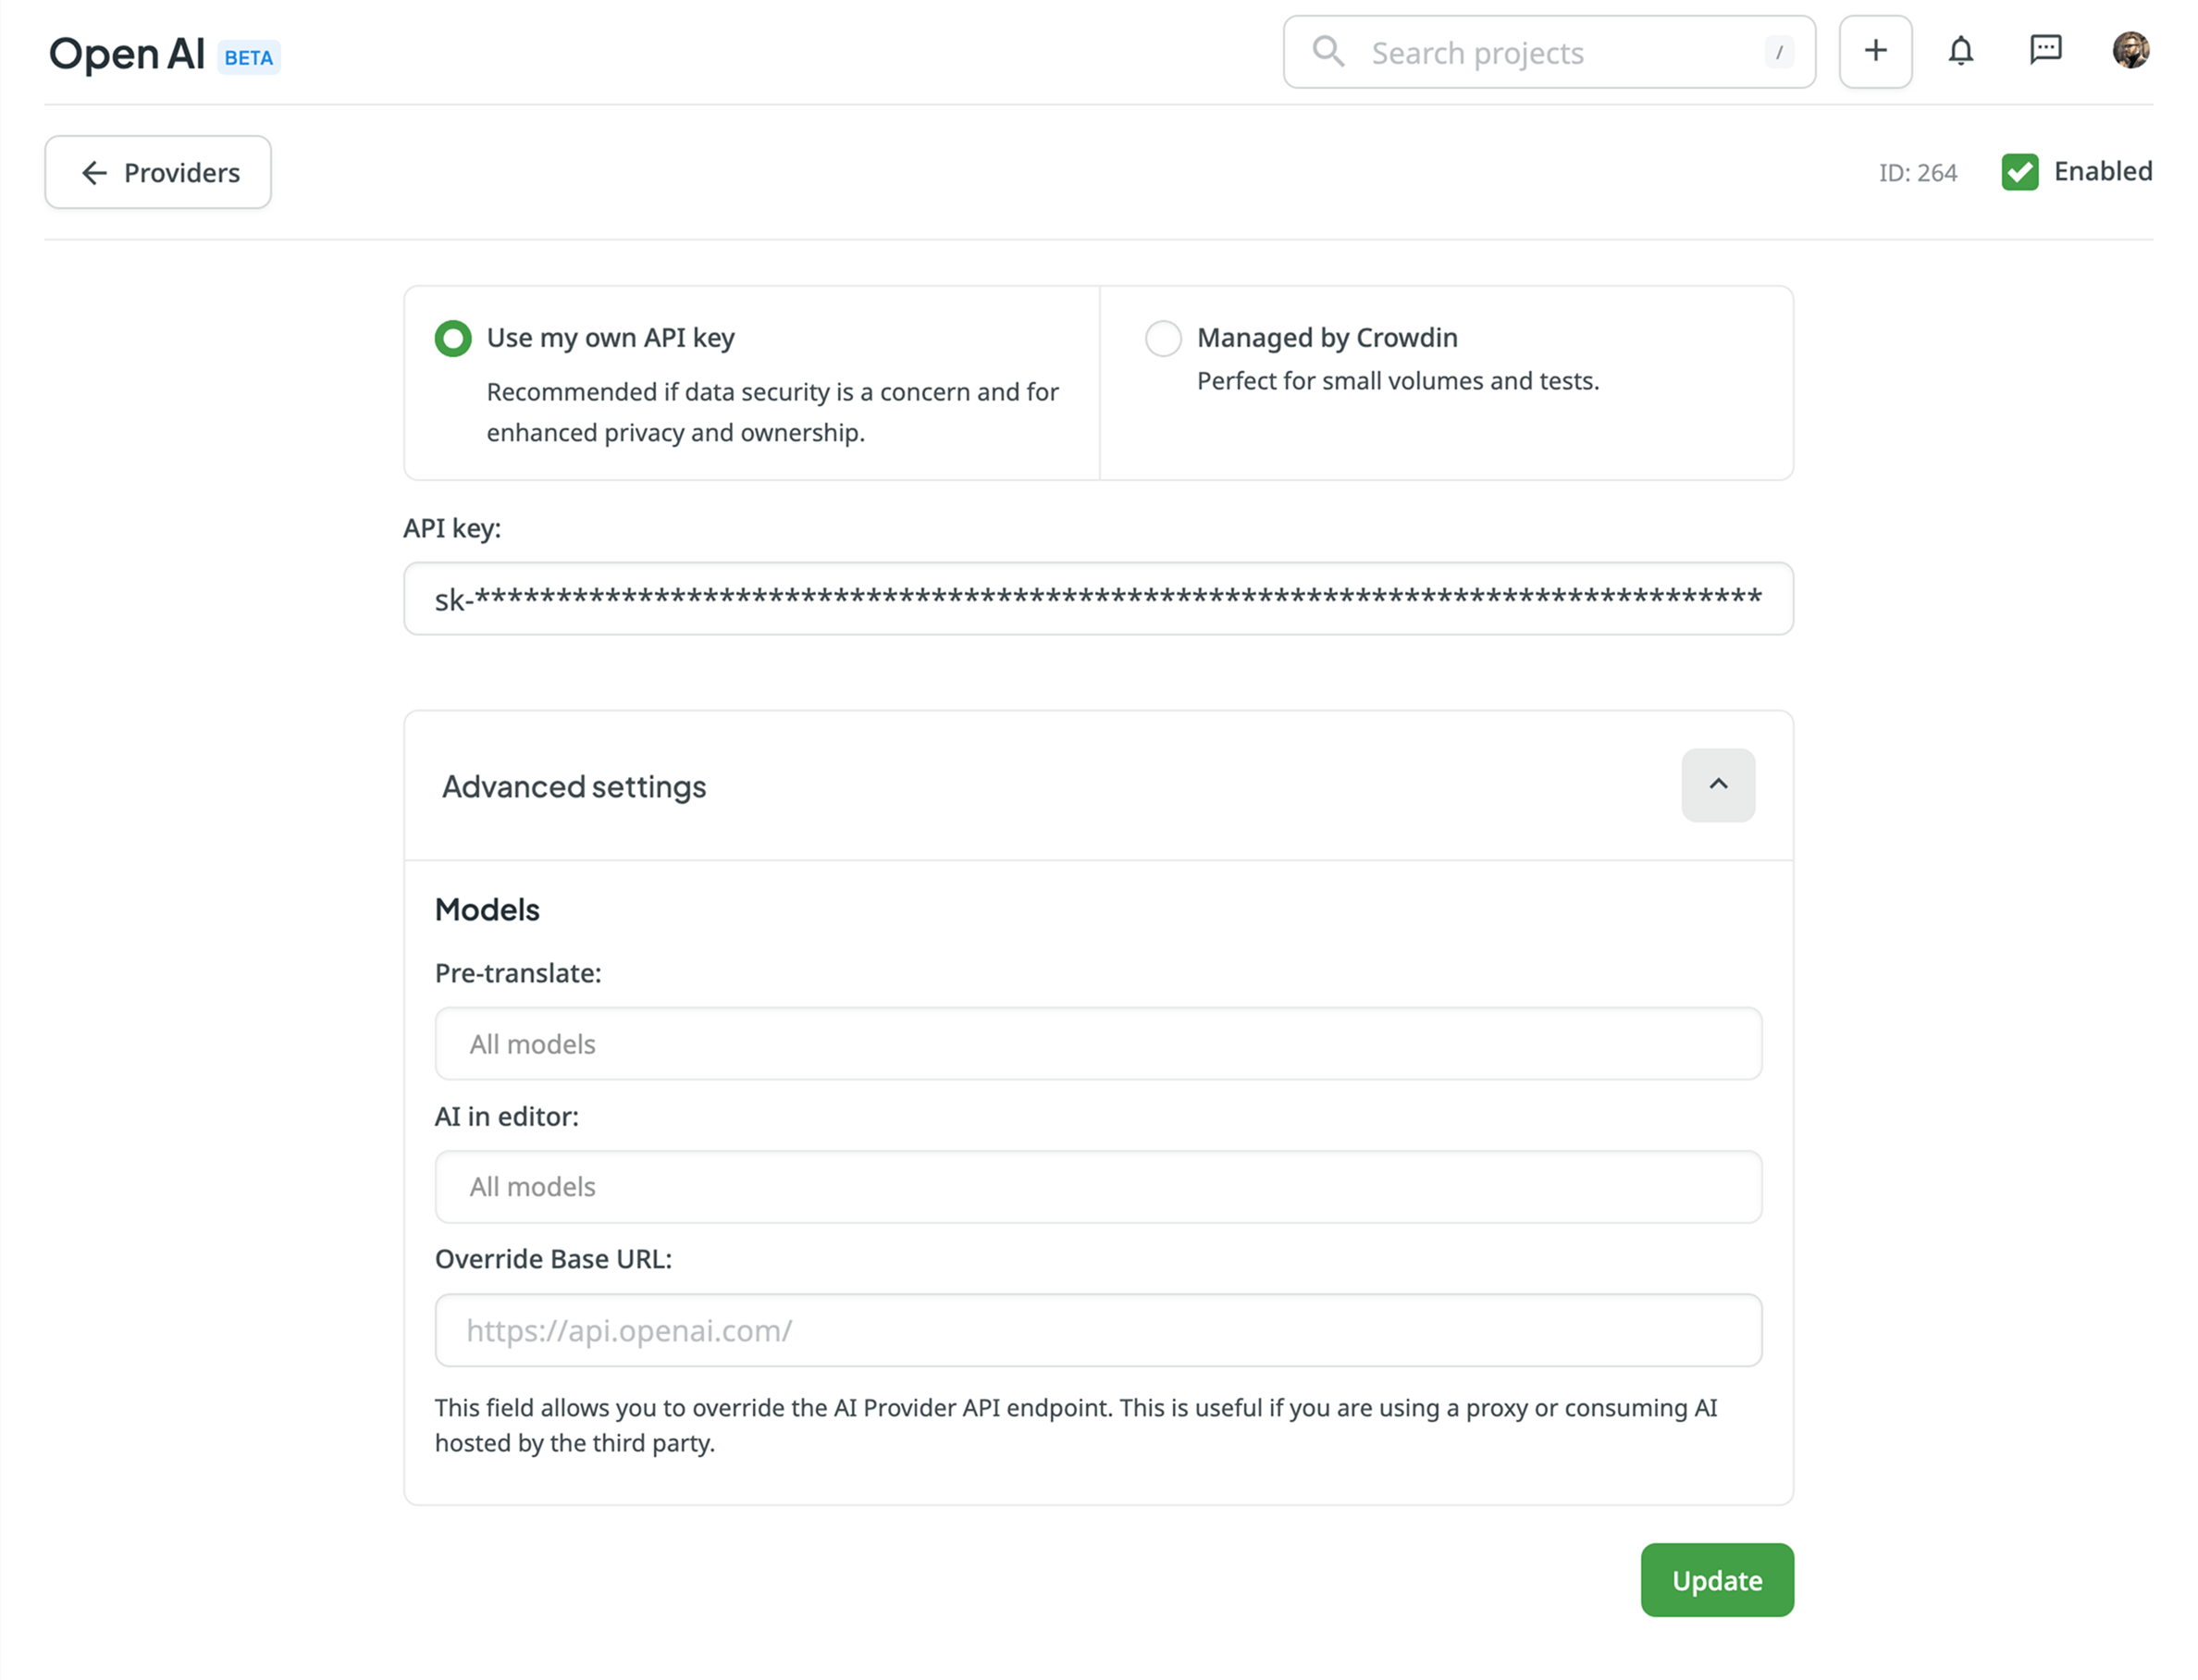 Open AI BETA
Search projects /
Providers
ID: 264
Enabled
Use my own API key
Recommended if data security is a concern and for
enhanced privacy and ownership.
Managed by Crowdin
Perfect for small volumes and tests.
API key:
sk-*******************************************************************************
Advanced settings
Models
Pre-translate:
All models
AI in editor:
All models
Override Base URL:
https://api.openai.com/
This field allows you to override the AI Provider API endpoint. This is useful if you are using a proxy or consuming AI
hosted by the third party.
Update